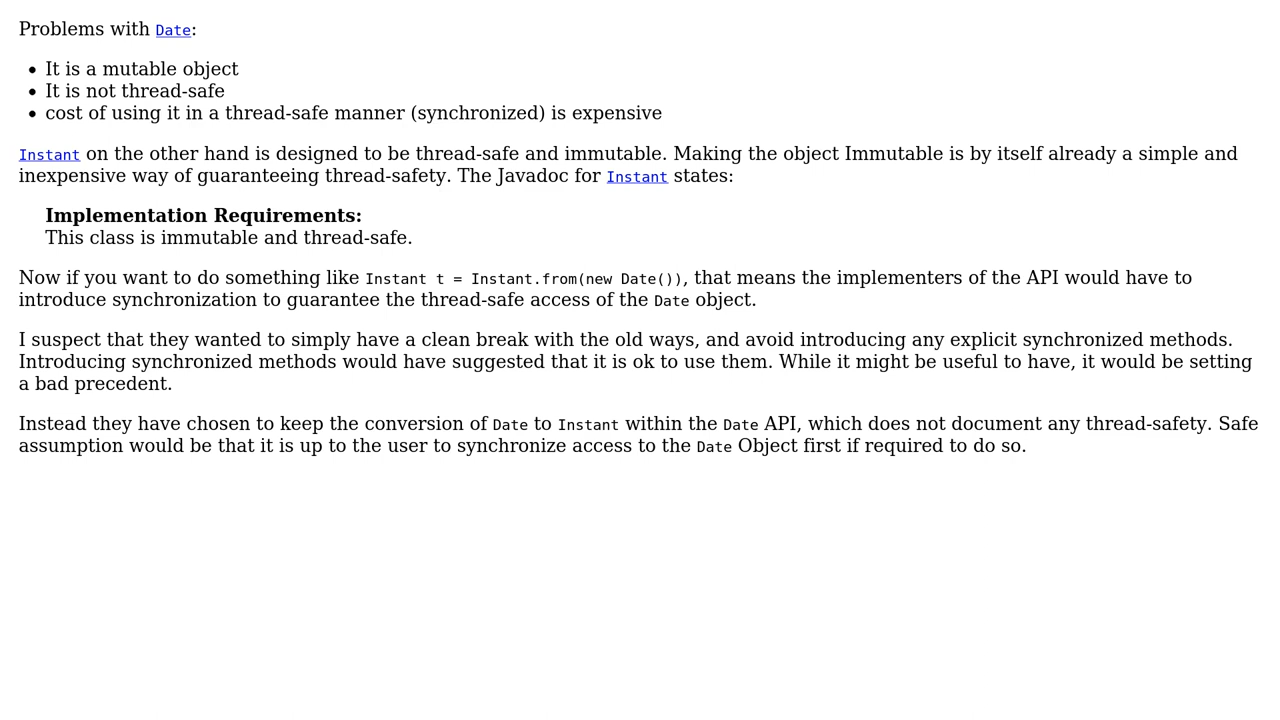 Problems with Date:
• It is a mutable object
• It is not thread-safe
• cost of using it in a thread-safe manner (synchronized) is expensive
Instant on the other hand is designed to be thread-safe and immutable. Making the object Immutable is by itself already a simple and
inexpensive way of guaranteeing thread-safety. The Javadoc for Instant states:
Implementation Requirements:
This class is immutable and thread-safe.
Now if you want to do something like Instant t = Instant.from(new Date()), that means the implementers of the API would have to
introduce synchronization to guarantee the thread-safe access of the Date object.
I suspect that they wanted to simply have a clean break with the old ways, and avoid introducing any explicit synchronized methods.
Introducing synchronized methods would have suggested that it is ok to use them. While it might be useful to have, it would be setting
a bad precedent.
Instead they have chosen to keep the conversion of Date to Instant within the Date API, which does not document any thread-safety. Safe
assumption would be that it is up to the user to synchronize access to the Date Object first if required to do so.